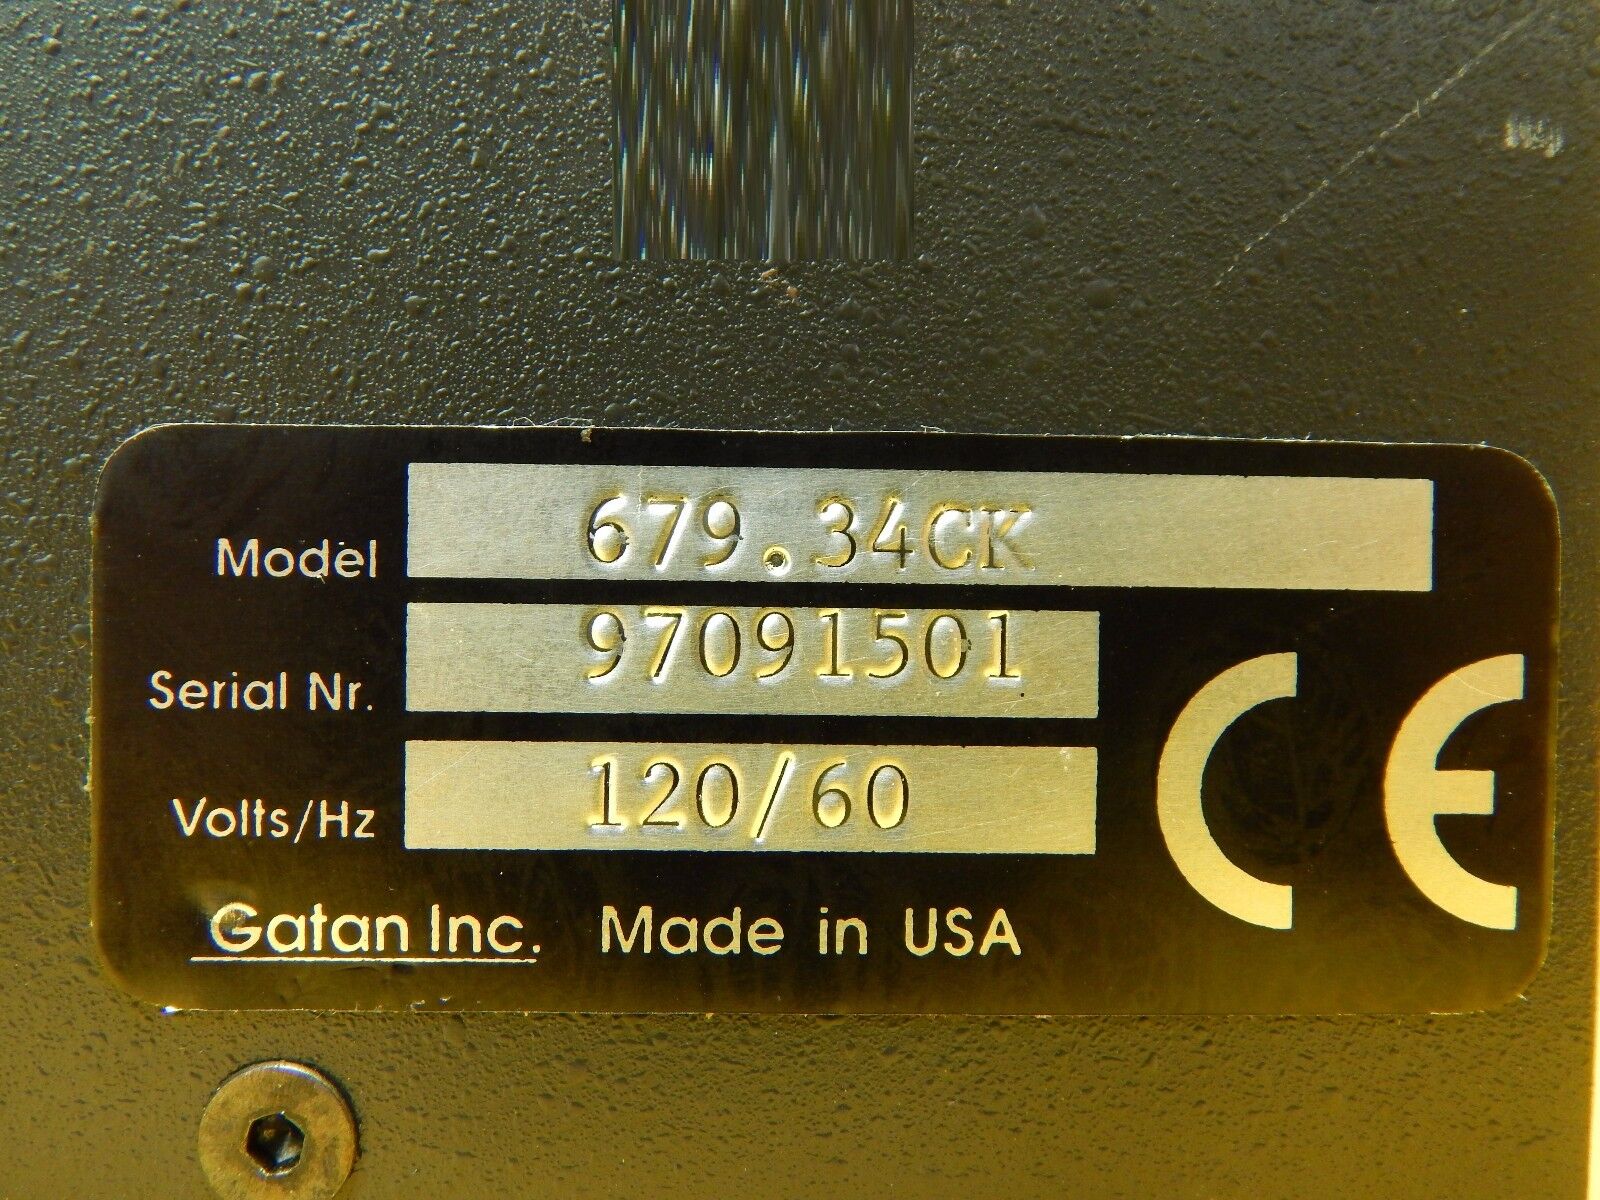 Model 679.34CK
Serial Nr. 97091501
Volts/Hz 120/60
CE
Gatan Inc. Made in USA